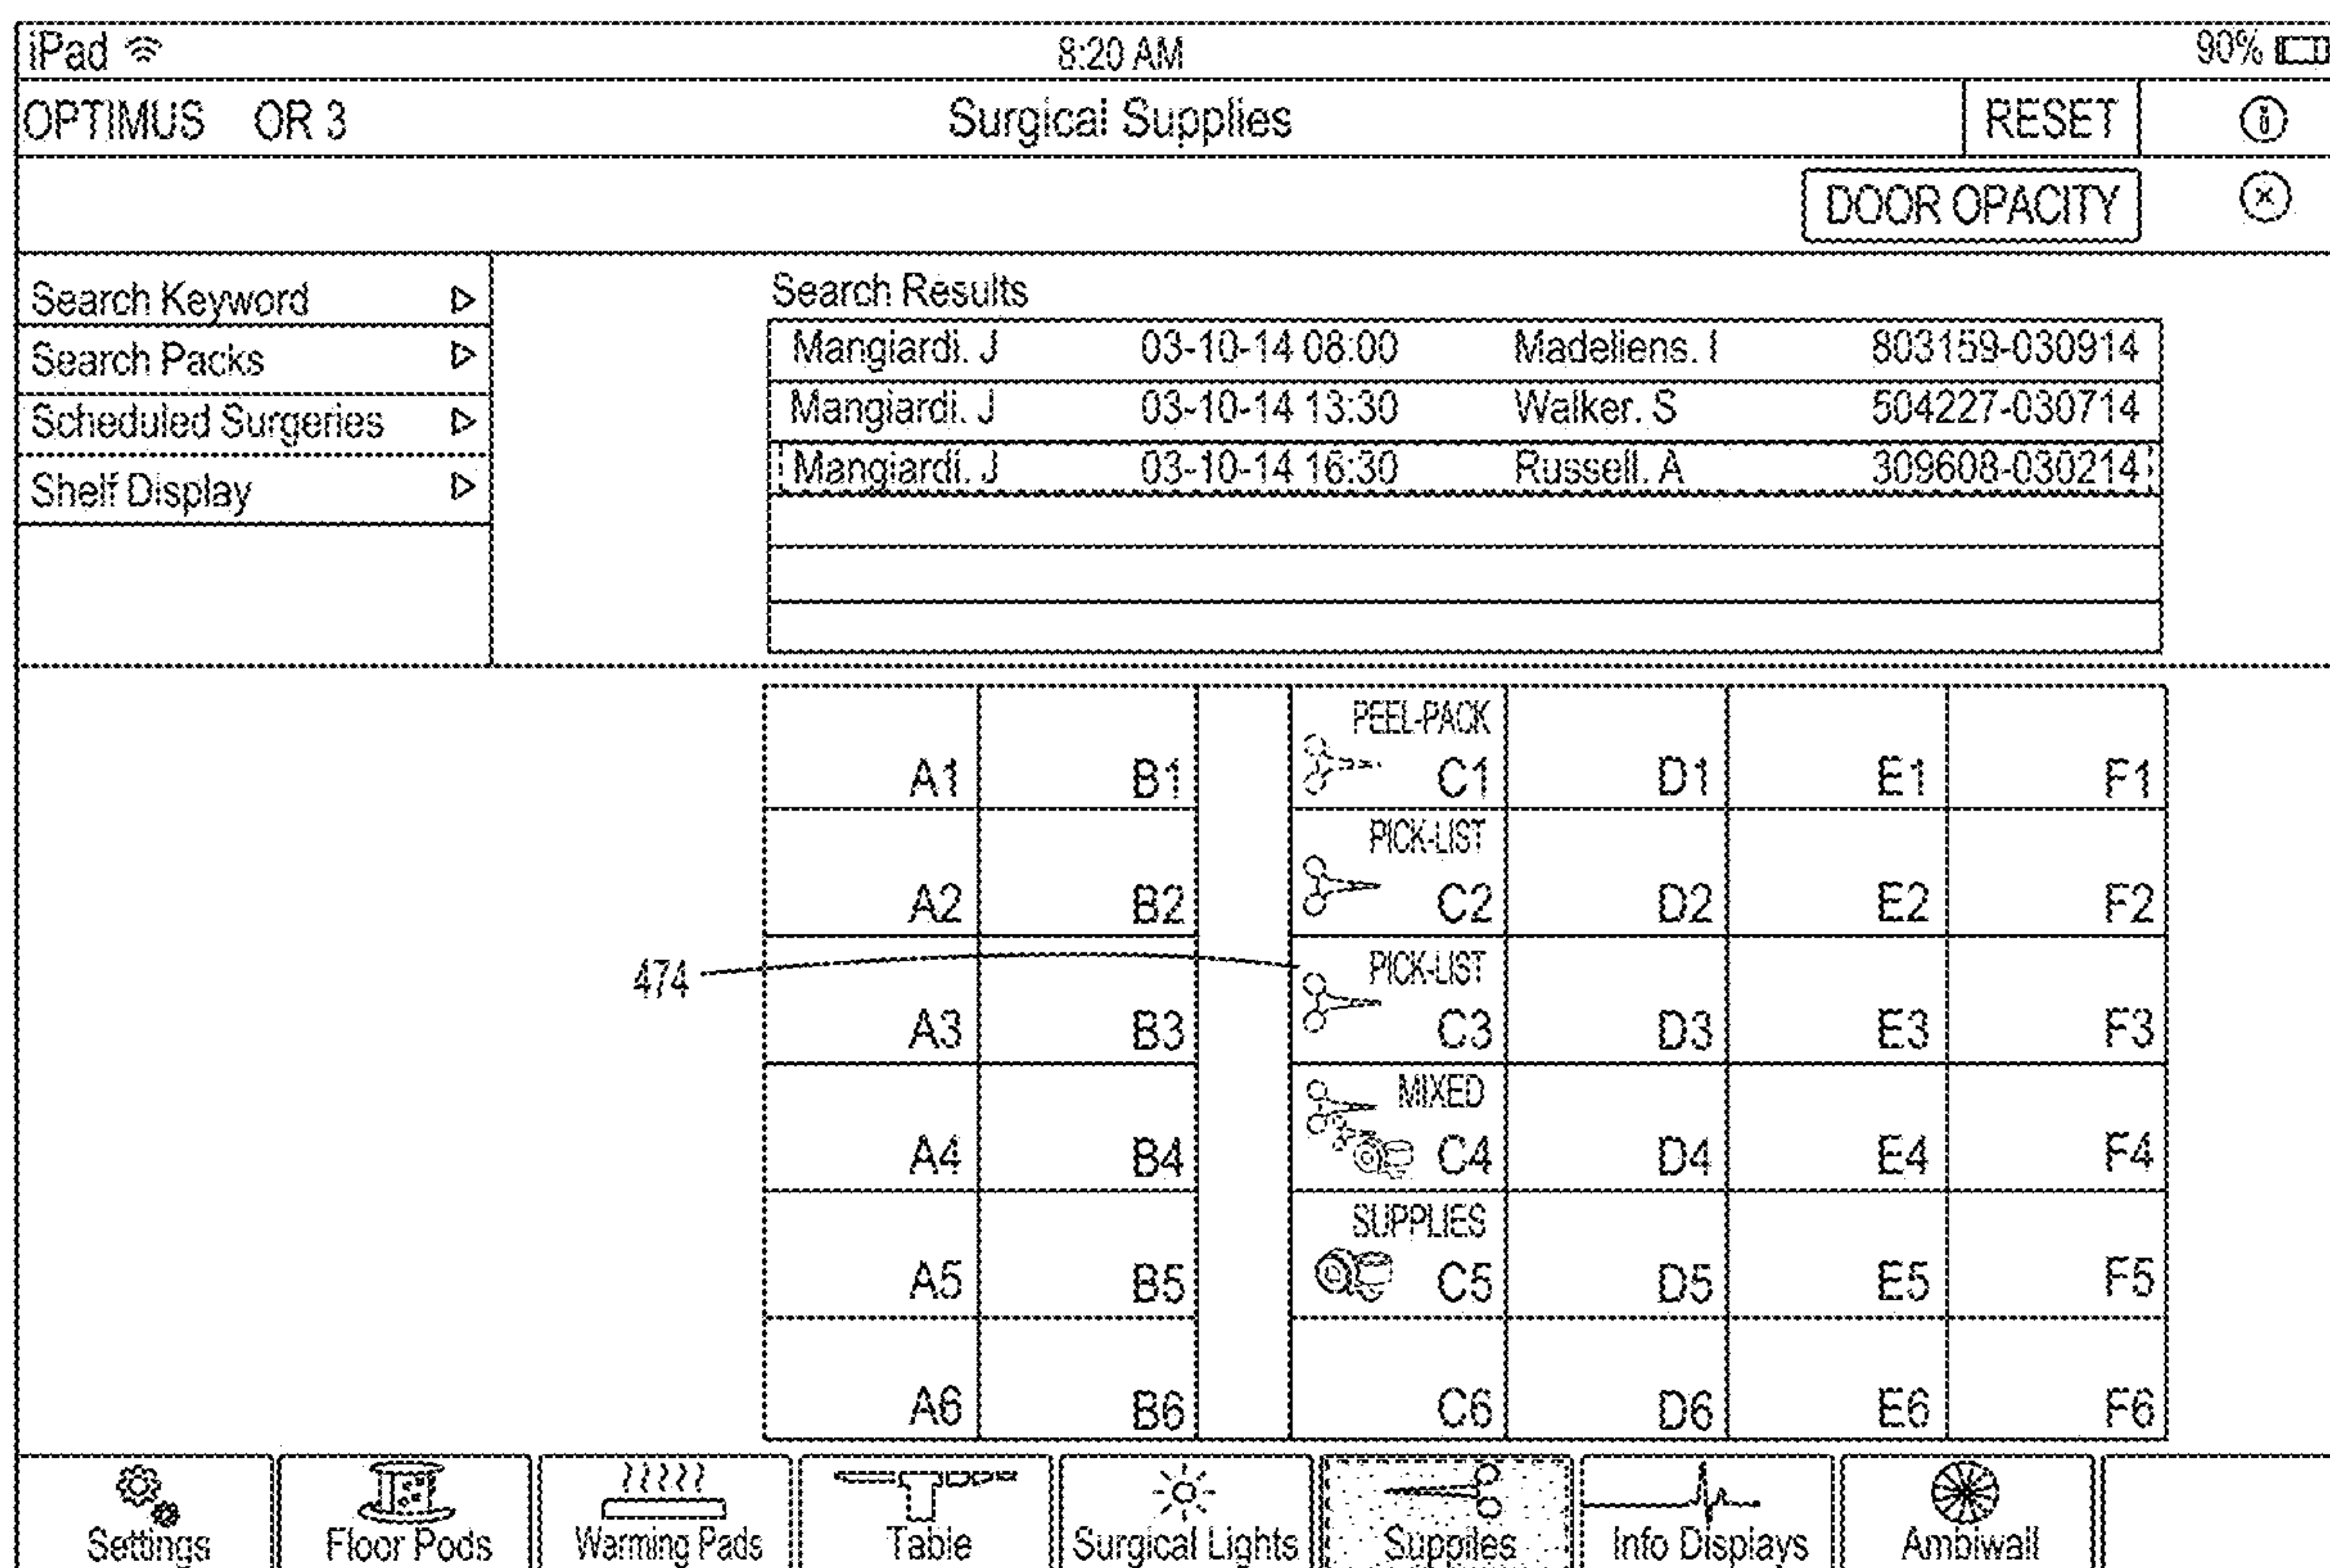 iPad 8:20 AM 90%
OPTIMUS OR 3 Surgical Supplies RESET i
DOOR OPACITY x
Search Keyword
Search Packs
Scheduled Surgeries
Shelf Display
Search Results
Mangiardi. J 03-10-14 08:00 Madeliens. I 803159-030914
Mangiardi. J 03-10-14 13:30 Walker. S 504227-030714
Mangiardi. J 03-10-14 16:30 Russell. A 309608-030214
PEEL-PACK
A1 B1 C1 D1 E1 F1
PICK-LIST
A2 B2 C2 D2 E2 F2
474 PICK-LIST
A3 B3 C3 D3 E3 F3
MIXED
A4 B4 C4 D4 E4 F4
SUPPLIES
A5 B5 C5 D5 E5 F5
A6 B6 C6 D6 E6 F6
Settings Floor Pods Warming Pads Table Surgical Lights Supplies Info Displays Ambiwall